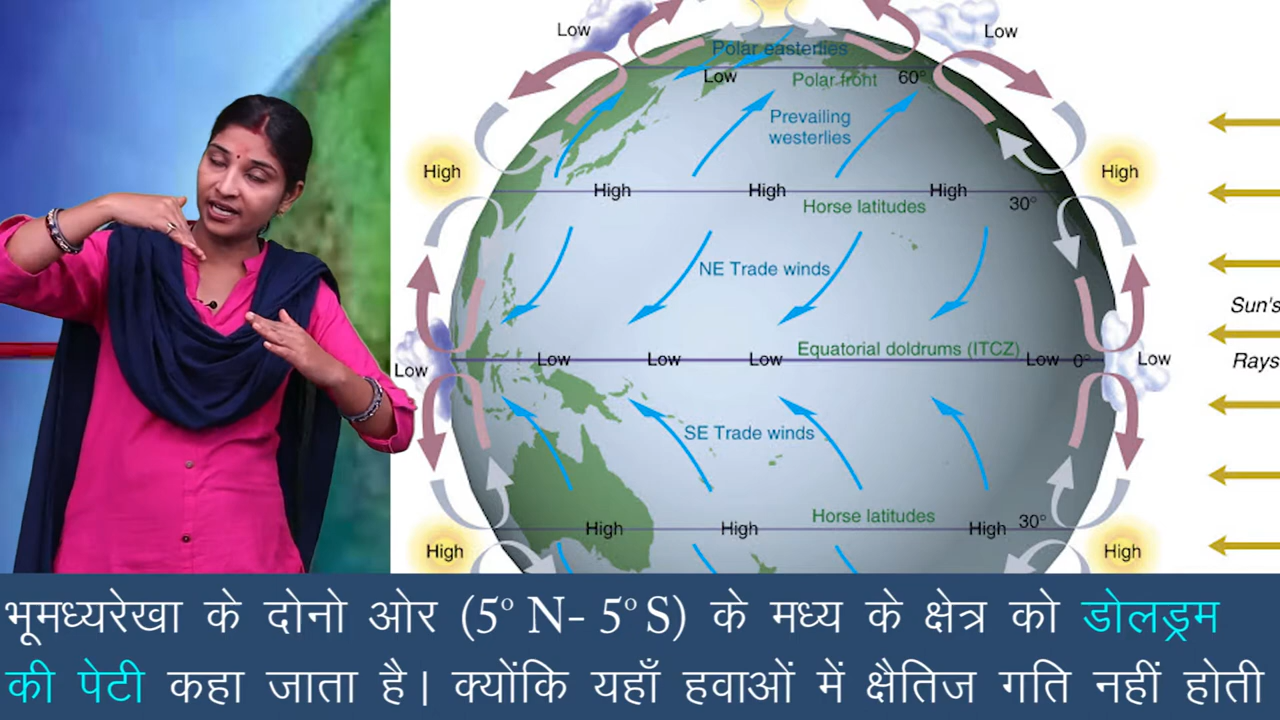 Low
Low
Polar easterlies
Low
Polar front
60°
Prevailing
westerlies
High
High
High
High
High
Horse latitudes
30°
NE Trade winds
Sun's
Equatorial doldrums (ITCZ)
Low
Low
Low
Low
Low
0°
Low
Rays
SE Trade winds
Horse latitudes
30°
High
High
High
High
High
भूमध्यरेखा के दोनो ओर (5° N- 5° S) के मध्य के क्षेत्र को डोलड्रम
की पेटी कहा जाता है। क्योंकि यहाँ हवाओं में क्षैतिज गति नहीं होती